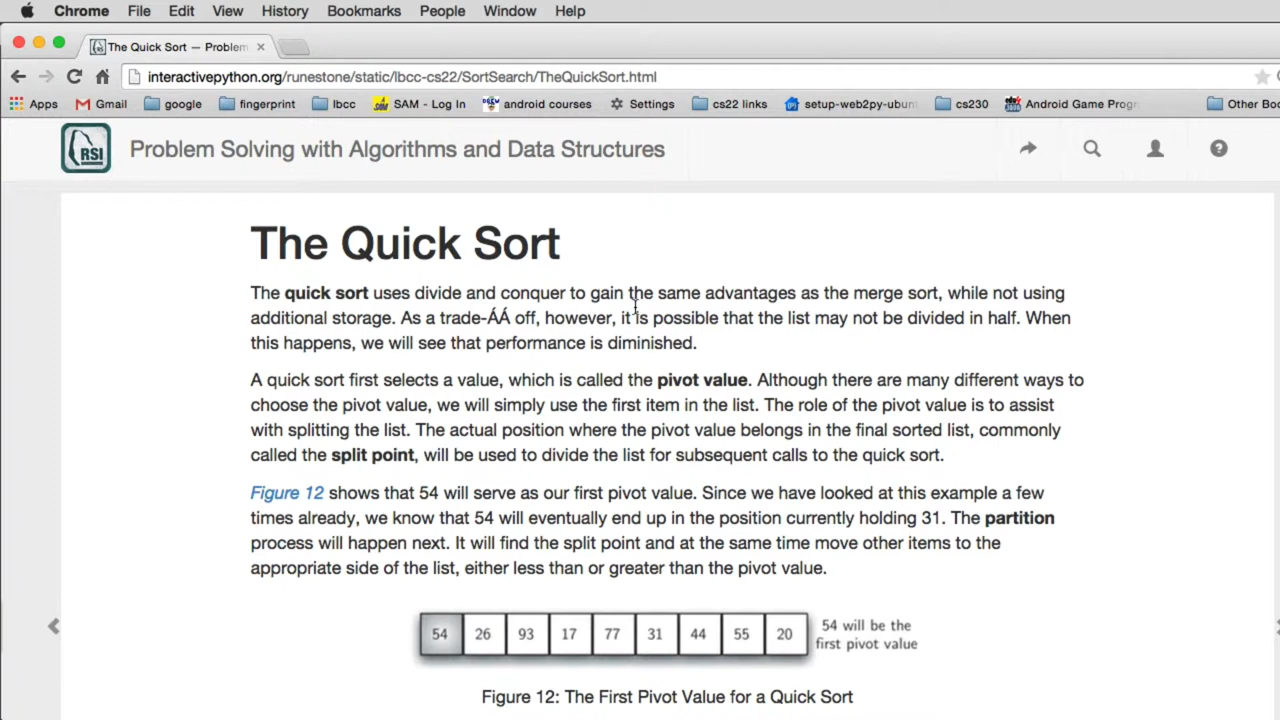 Chrome File Edit View History Bookmarks People Window Help
The Quick Sort — Problem
interactivepython.org/runestone/static/lbcc-cs22/SortSearch/TheQuickSort.html
Apps Gmail google fingerprint lbcc SAM - Log In android courses Settings cs22 links setup-web2py-ubun cs230 Android Game Progr Other Boo
RSI Problem Solving with Algorithms and Data Structures
The Quick Sort
The quick sort uses divide and conquer to gain the same advantages as the merge sort, while not using
additional storage. As a trade-ÁÁ off, however, it is possible that the list may not be divided in half. When
this happens, we will see that performance is diminished.
A quick sort first selects a value, which is called the pivot value. Although there are many different ways to
choose the pivot value, we will simply use the first item in the list. The role of the pivot value is to assist
with splitting the list. The actual position where the pivot value belongs in the final sorted list, commonly
called the split point, will be used to divide the list for subsequent calls to the quick sort.
Figure 12 shows that 54 will serve as our first pivot value. Since we have looked at this example a few
times already, we know that 54 will eventually end up in the position currently holding 31. The partition
process will happen next. It will find the split point and at the same time move other items to the
appropriate side of the list, either less than or greater than the pivot value.
54 26 93 17 77 31 44 55 20
54 will be the
first pivot value
Figure 12: The First Pivot Value for a Quick Sort